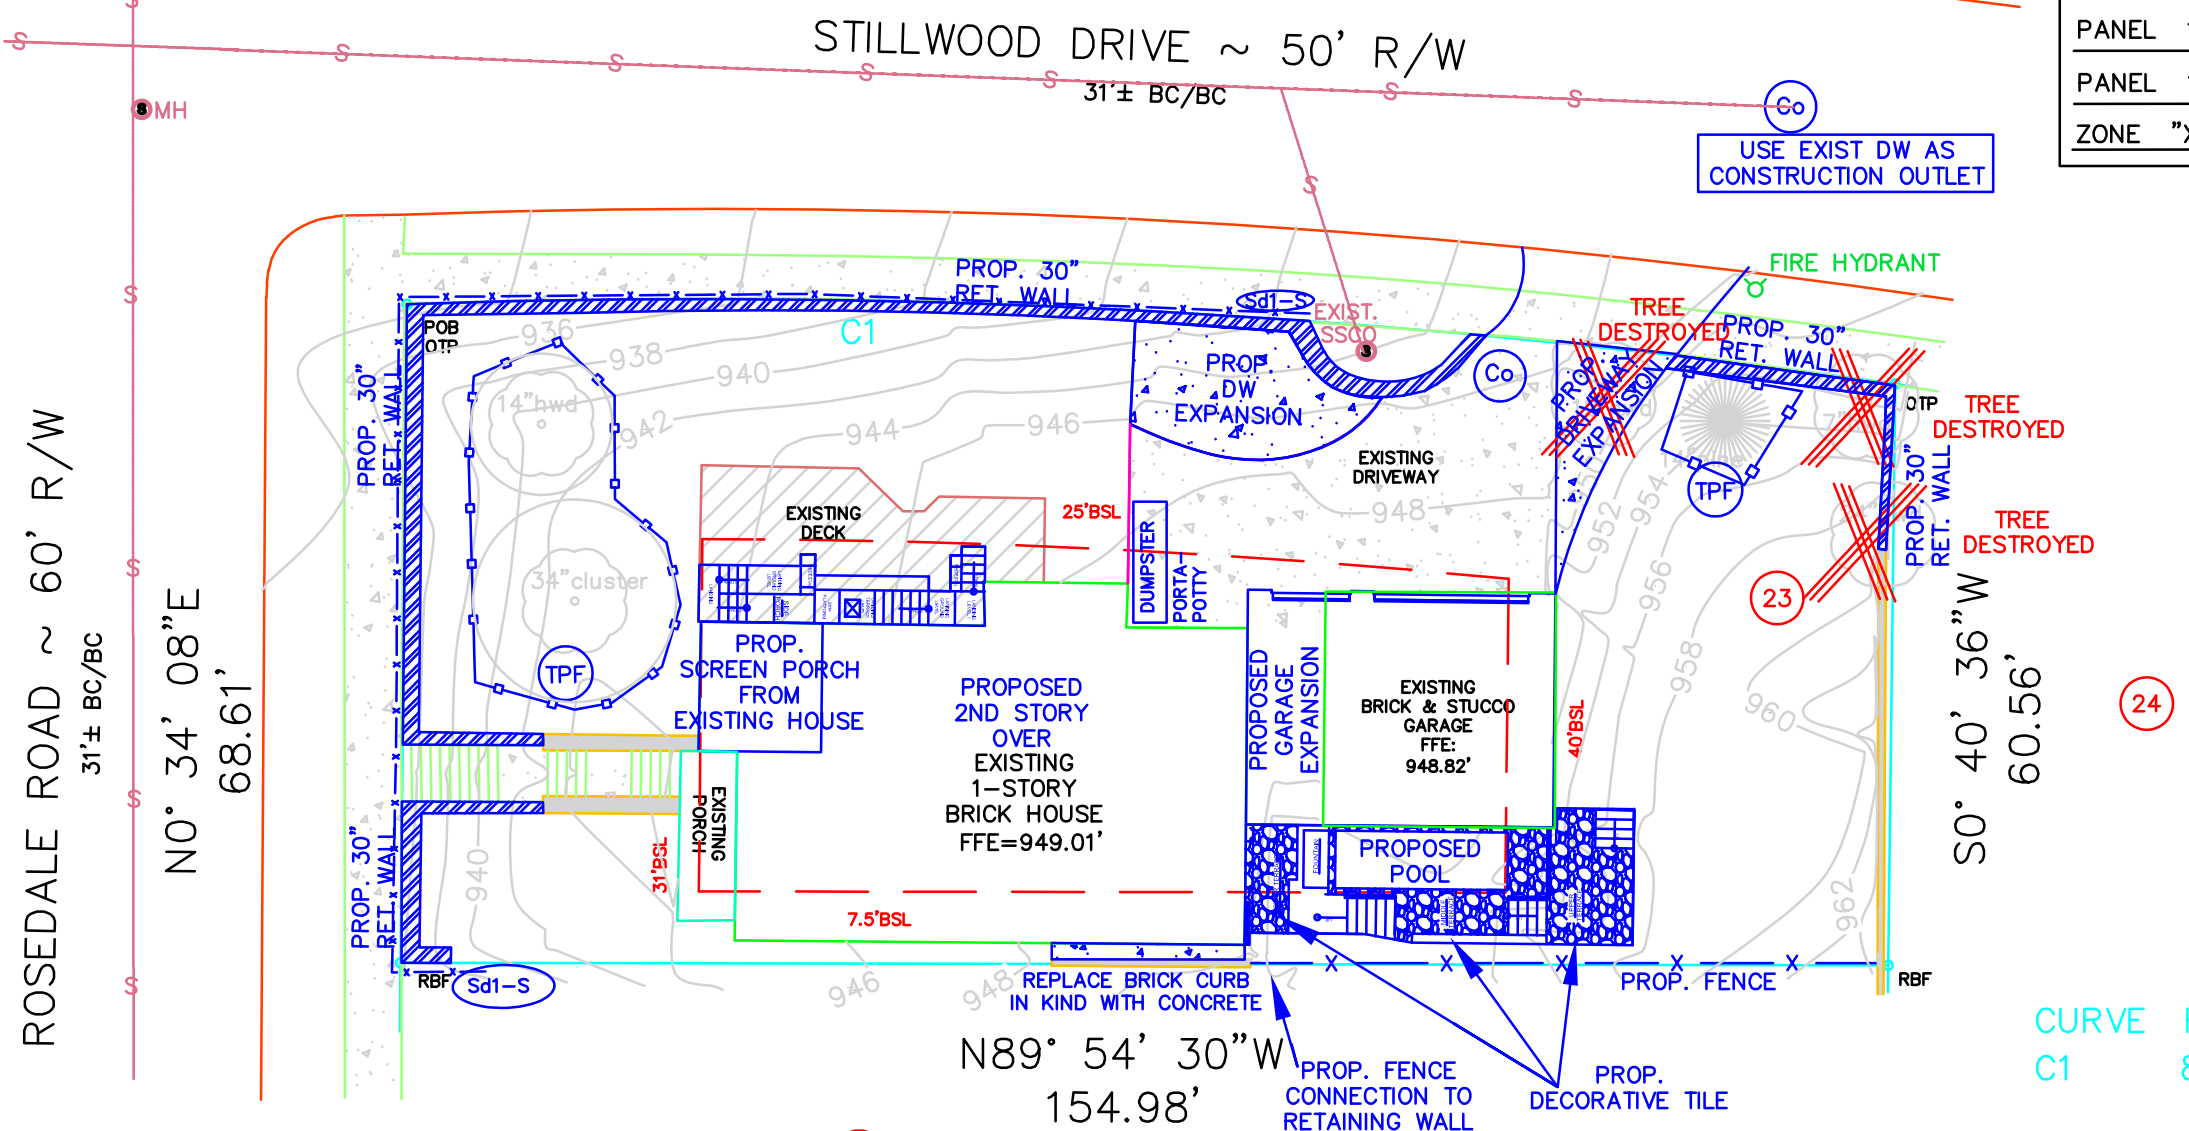 STILLWOOD DRIVE ~ 50' R/W
31'± BC/BC
PANEL
PANEL
ZONE "X
S
S
S
S
S
S
S
S
S
MH
Co
USE EXIST DW AS
CONSTRUCTION OUTLET
S
FIRE HYDRANT
PROP. 30"
RET. WALL
Sd1-S
EXIST.
SSCO
TREE
DESTROYED
PROP. 30"
RET. WALL
POB
OTP
C1
936
938
940
942
944
946
948
PROP. 30"
RET. WALL
14"hwd
34"cluster
TPF
PROP.
DW
EXPANSION
Co
PROP.
DRIVEWAY
EXPANSION
EXISTING
DRIVEWAY
TPF
7"
OTP
TREE
DESTROYED
PROP. 30"
RET. WALL
TREE
DESTROYED
952
954
956
958
960
962
23
24
EXISTING
DECK
25'BSL
DUMPSTER
PORTA-
POTTY
ROSEDALE ROAD ~ 60' R/W
31'± BC/BC
N0° 34' 08"E
68.61'
S
S
S
S
PROP.
SCREEN PORCH
FROM
EXISTING HOUSE
PROPOSED
2ND STORY
OVER
EXISTING
1-STORY
BRICK HOUSE
FFE=949.01'
PROPOSED
GARAGE
EXPANSION
EXISTING
BRICK & STUCCO
GARAGE
FFE:
948.82'
40'BSL
S0° 40' 36"W
60.56'
EXISTING
PORCH
31'BSL
7.5'BSL
PROP. 30"
RET. WALL
940
FOUNTAIN
PROPOSED
POOL
MIDDLE
TERRACE
UPPER
TERRACE
RBF
Sd1-S
946
948
REPLACE BRICK CURB
IN KIND WITH CONCRETE
X X X X X
PROP. FENCE
RBF
N89° 54' 30"W
154.98'
PROP. FENCE
CONNECTION TO
RETAINING WALL
PROP.
DECORATIVE TILE
CURVE
C1